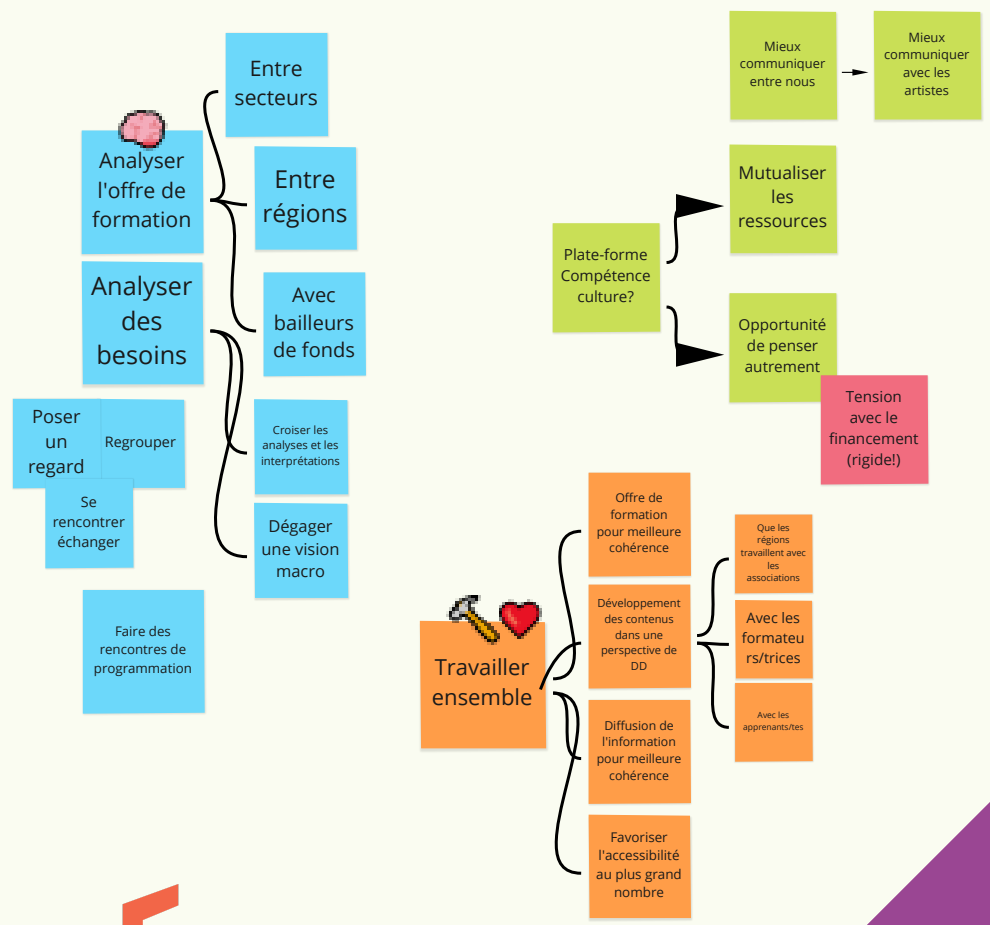 Entre
secteurs
Analyser
l'offre de
formation
Entre
régions
Avec
bailleurs
de fonds
Analyser
des
besoins
Croiser les
analyses et les
interprétations
Dégager
une vision
macro
Poser
un
regard
Regrouper
Se
rencontrer
échanger
Faire des
rencontres de
programmation
Mieux
communiquer
entre nous
Mieux
communiquer
avec les
artistes
Plate-forme
Compétence
culture?
Mutualiser
les
ressources
Opportunité
de penser
autrement
Tension
avec le
financement
(rigide!)
Travailler
ensemble
Offre de
formation
pour meilleure
cohérence
Développement
des contenus
dans une
perspective de
DD
Que les
régions
travaillent avec
les
associations
Avec les
formateu
rs/trices
Avec les
apprenants/tes
Diffusion de
l'information
pour meilleure
cohérence
Favoriser
l'accessibilité
au plus grand
nombre